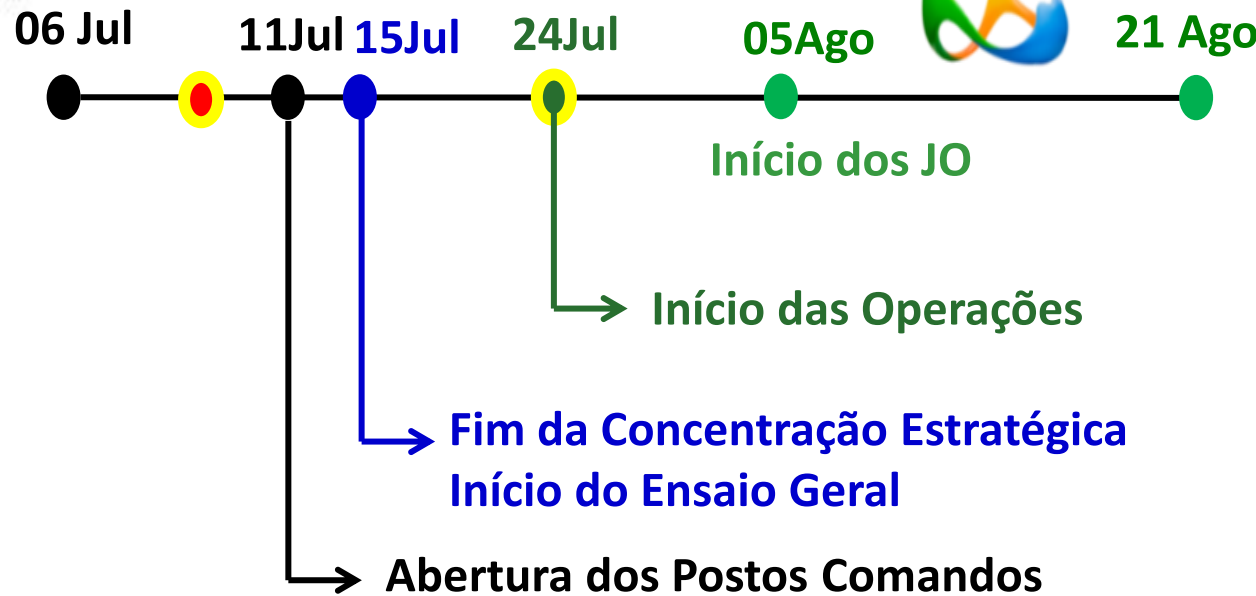 06 Jul
11Jul
15Jul
24Jul
05Ago
21 Ago
Início dos JO
Início das Operações
Fim da Concentração Estratégica
Início do Ensaio Geral
Abertura dos Postos Comandos